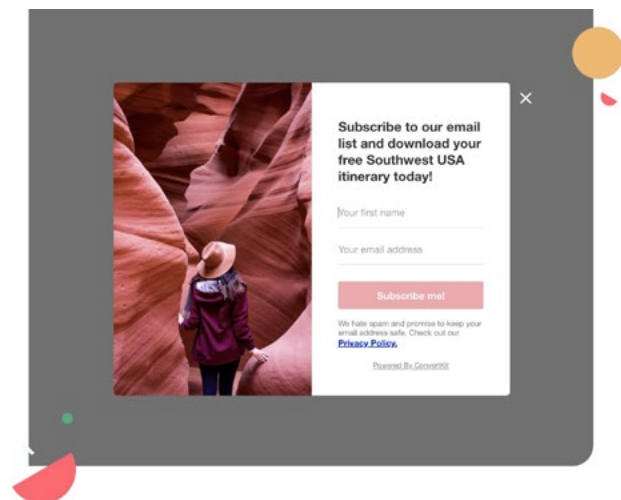 Subscribe to our email
list and download your
free Southwest USA
itinerary today!
Your first name
Your email address
Subscribe me!
We hate spam and promise to keep your
email address safe. Check out our
Privacy Policy.
Powered By ConvertKit